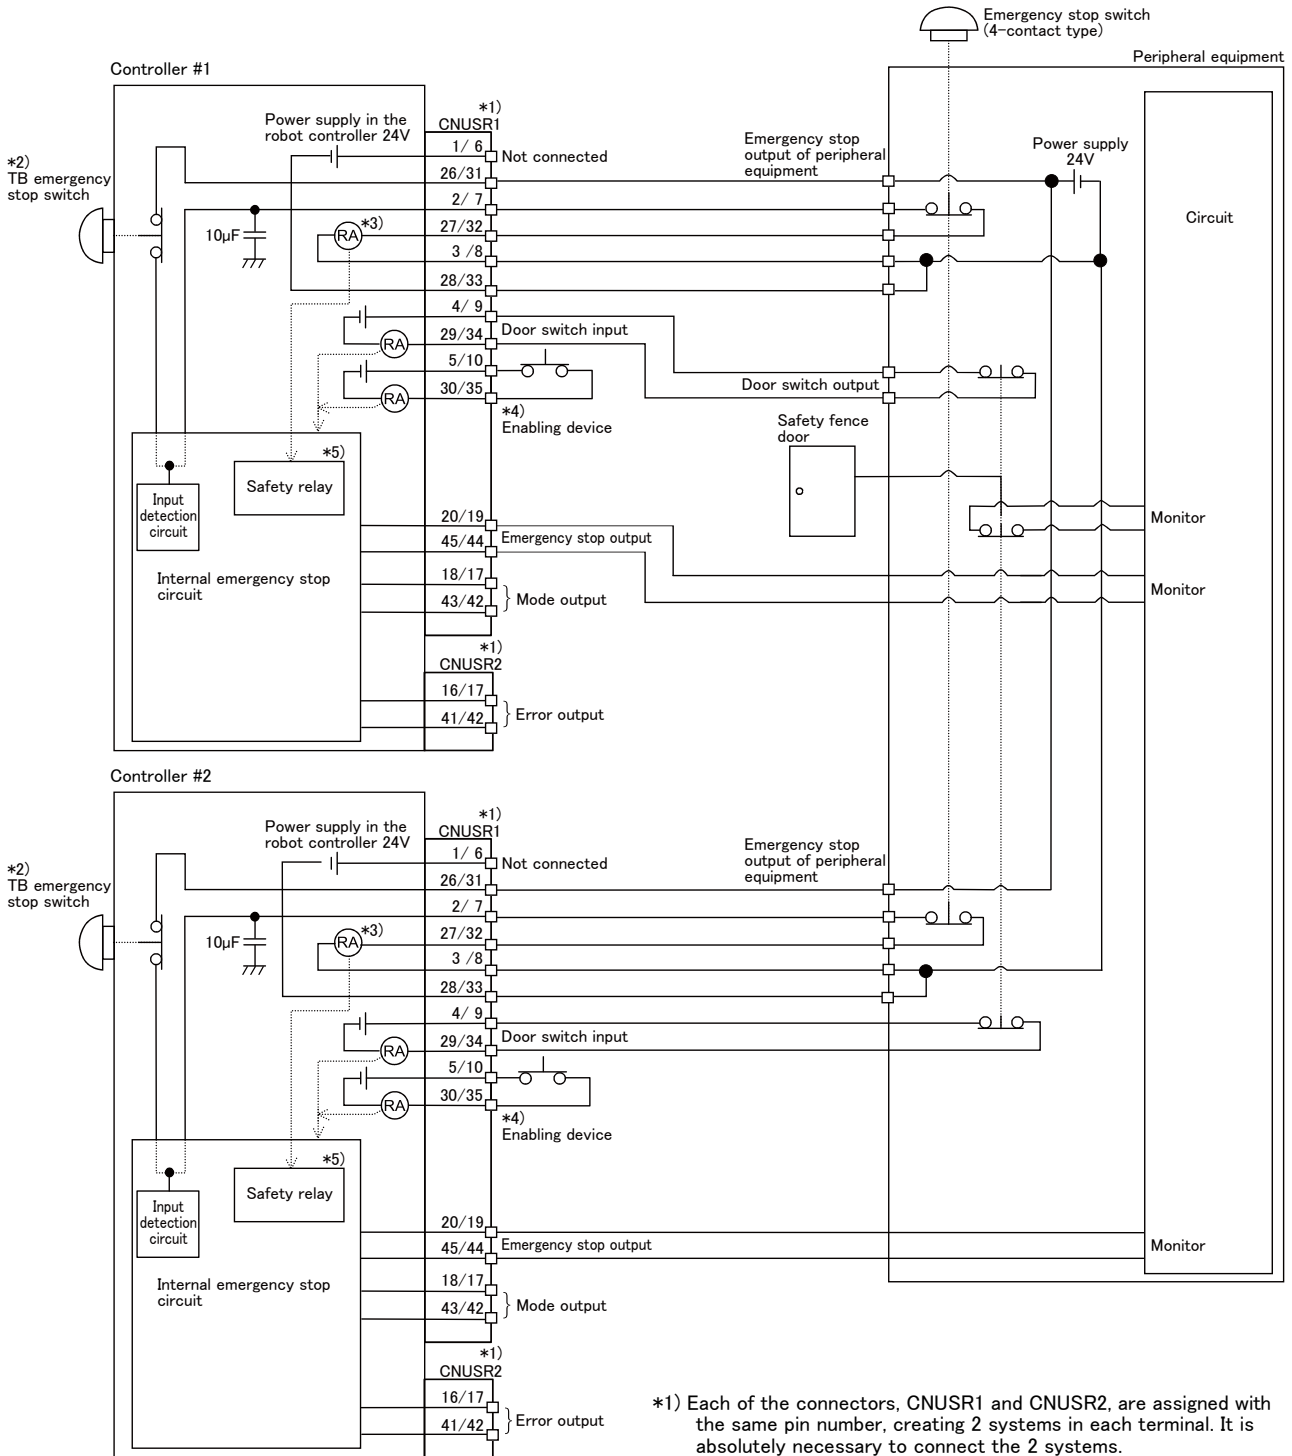 Emergency stop switch
(4-contact type)
Peripheral equipment
Controller #1
*1)
CNUSR1
Power supply in the
robot controller 24V
1/ 6
Not connected
Emergency stop
output of peripheral
equipment
Power supply
24V
*2)
TB emergency
stop switch
26/31
2/ 7
Circuit
10μF
RA
*3)
27/32
3 /8
28/33
4/ 9
29/34
Door switch input
RA
5/10
Door switch output
30/35
RA
*4)
Enabling device
Safety fence
door
*5)
Safety relay
Input
detection
circuit
20/19
Monitor
45/44
Emergency stop output
Internal emergency stop
circuit
18/17
Mode output
43/42
Monitor
*1)
CNUSR2
16/17
Error output
41/42
Controller #2
*1)
CNUSR1
Power supply in the
robot controller 24V
1/ 6
Not connected
Emergency stop
output of peripheral
equipment
*2)
TB emergency
stop switch
26/31
2/ 7
10μF
RA
*3)
27/32
3 /8
28/33
4/ 9
29/34
Door switch input
RA
5/10
30/35
RA
*4)
Enabling device
*5)
Safety relay
Input
detection
circuit
20/19
45/44
Emergency stop output
Monitor
Internal emergency stop
circuit
18/17
Mode output
43/42
*1)
CNUSR2
16/17
Error output
41/42
*1) Each of the connectors, CNUSR1 and CNUSR2, are assigned with
the same pin number, creating 2 systems in each terminal. It is
absolutely necessary to connect the 2 systems.